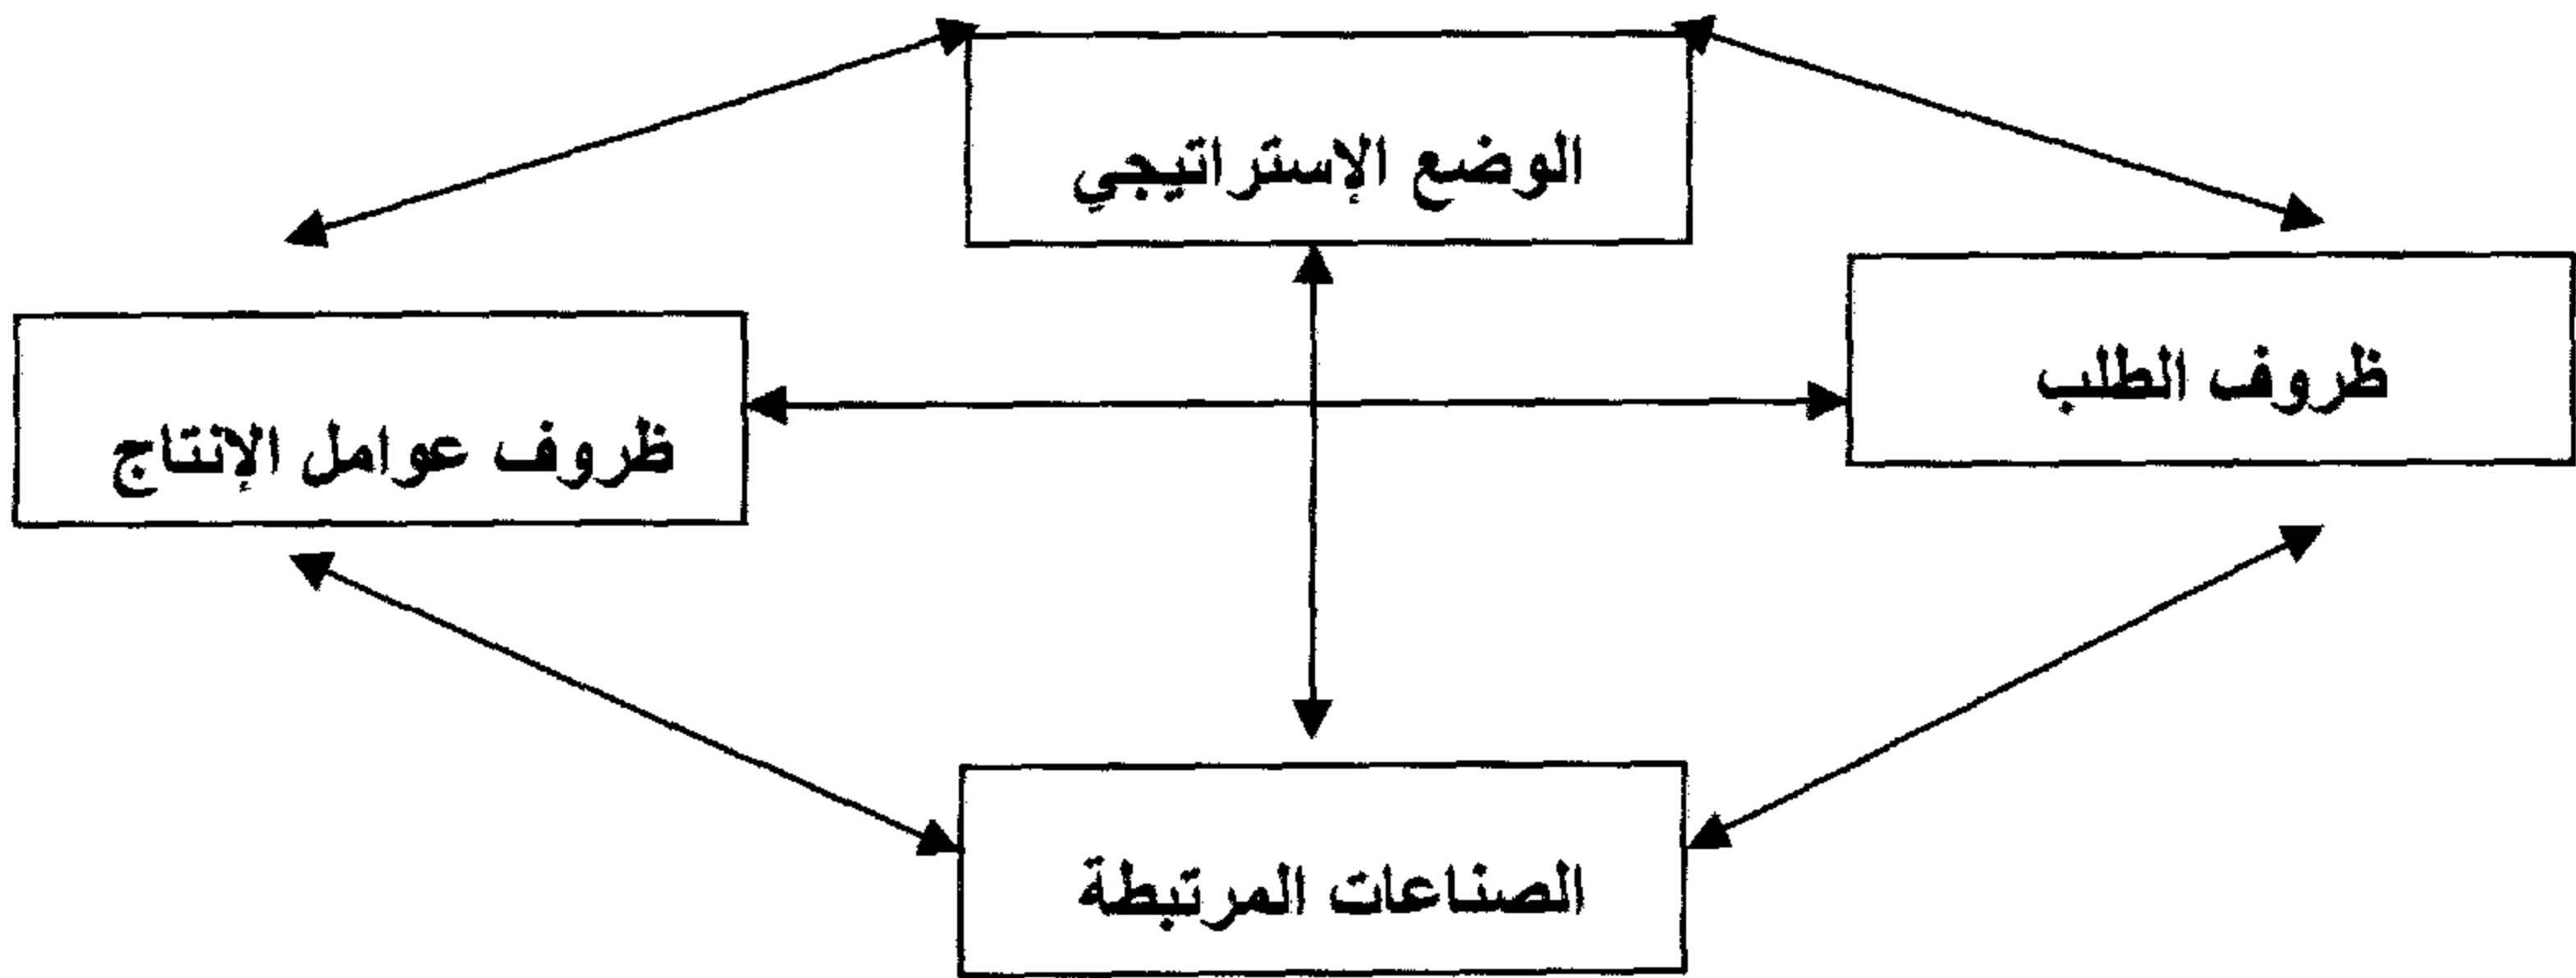 الوضع الإستراتيجي
ظروف الطلب
ظروف عوامل الإنتاج
الصناعات المرتبطة